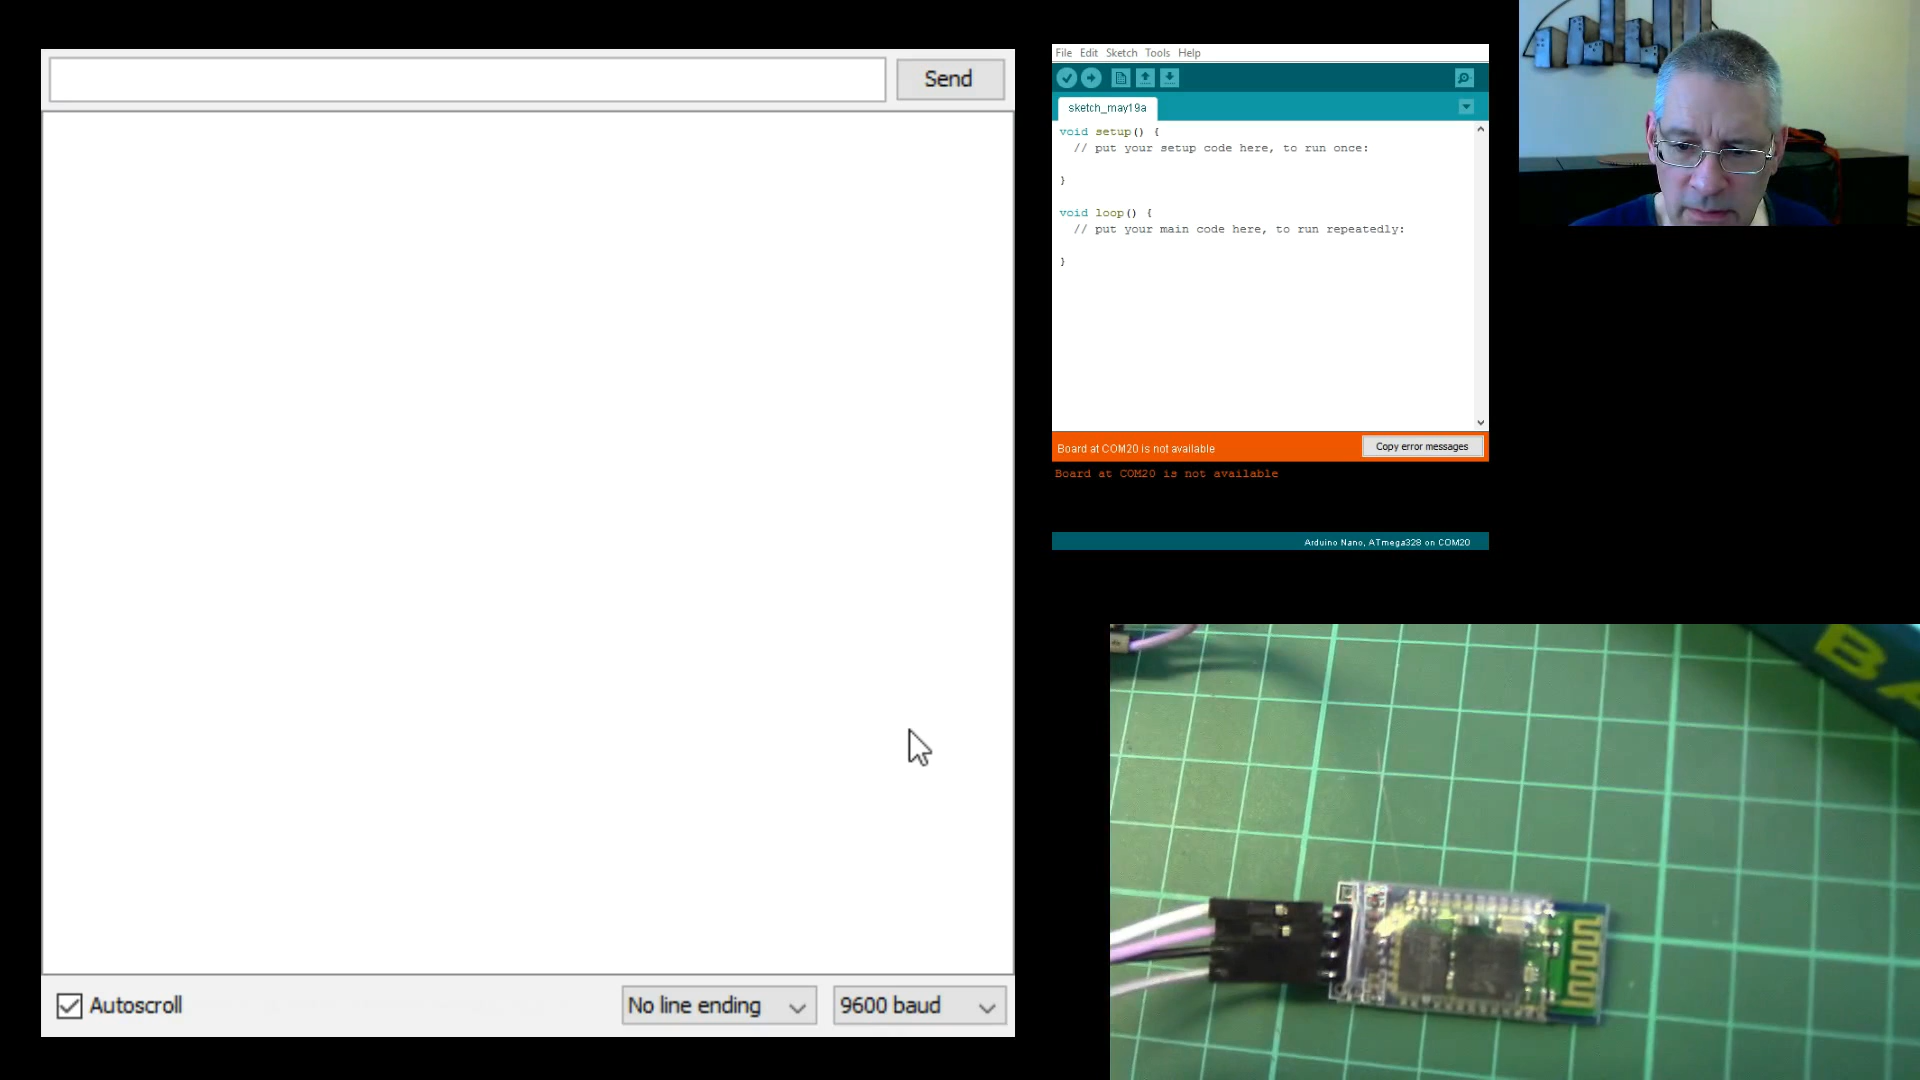 Send
Autoscroll
No line ending
9600 baud
File Edit Sketch Tools Help
sketch_may19a
void setup() {
// put your setup code here, to run once:
}
void loop() {
// put your main code here, to run repeatedly:
}
Board at COM20 is not available
Copy error messages
Board at COM20 is not available
Arduino Nano, ATmega328 on COM20
BA